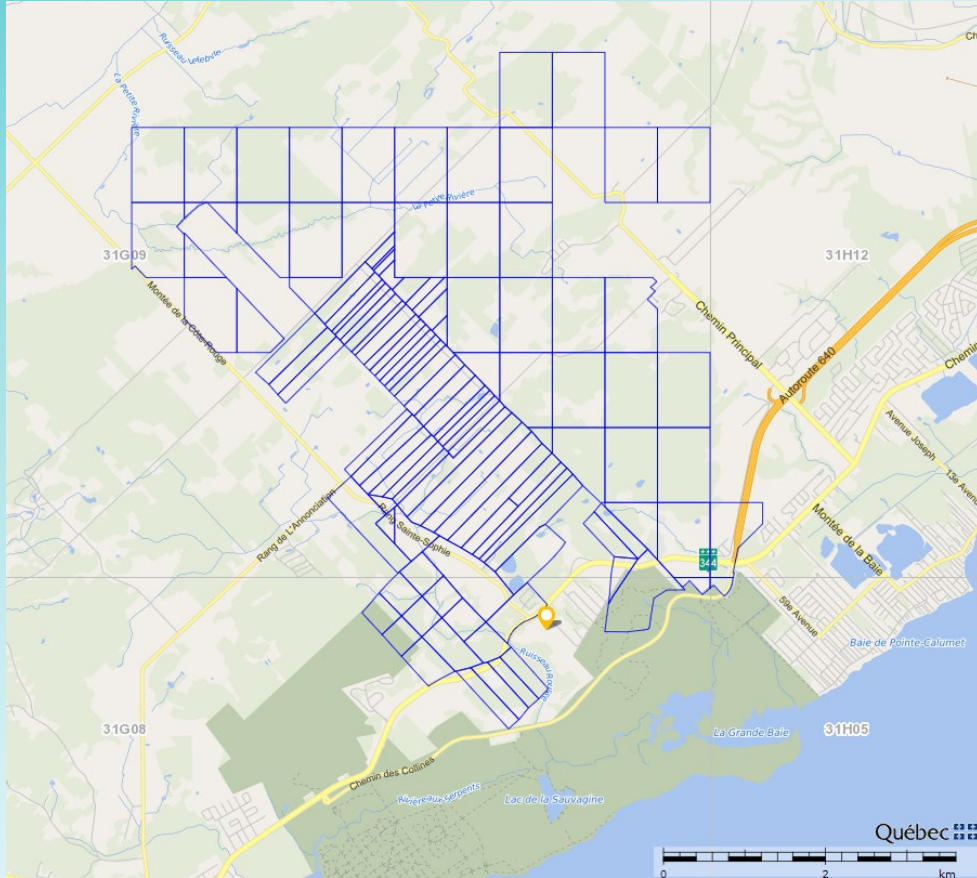 Ch
Ruisseau Lefebvre
La Petite Rivière
La Petite Rivière
31G09
31H12
Montée de la Côte-Rouge
Chemin Principal
Autoroute 640
Chemin
Avenue Joseph
13e Avenu
Rang de L'Annonciation
Rang Sainte-Sophie
Montée de la Baie
344
59e Avenue
Baie de Pointe-Calumet
Ruisseau Rouge
31G08
31H05
La Grande Baie
Chemin des Collines
Rivière aux Serpents
Lac de la Sauvagine
Québec
0 2 km